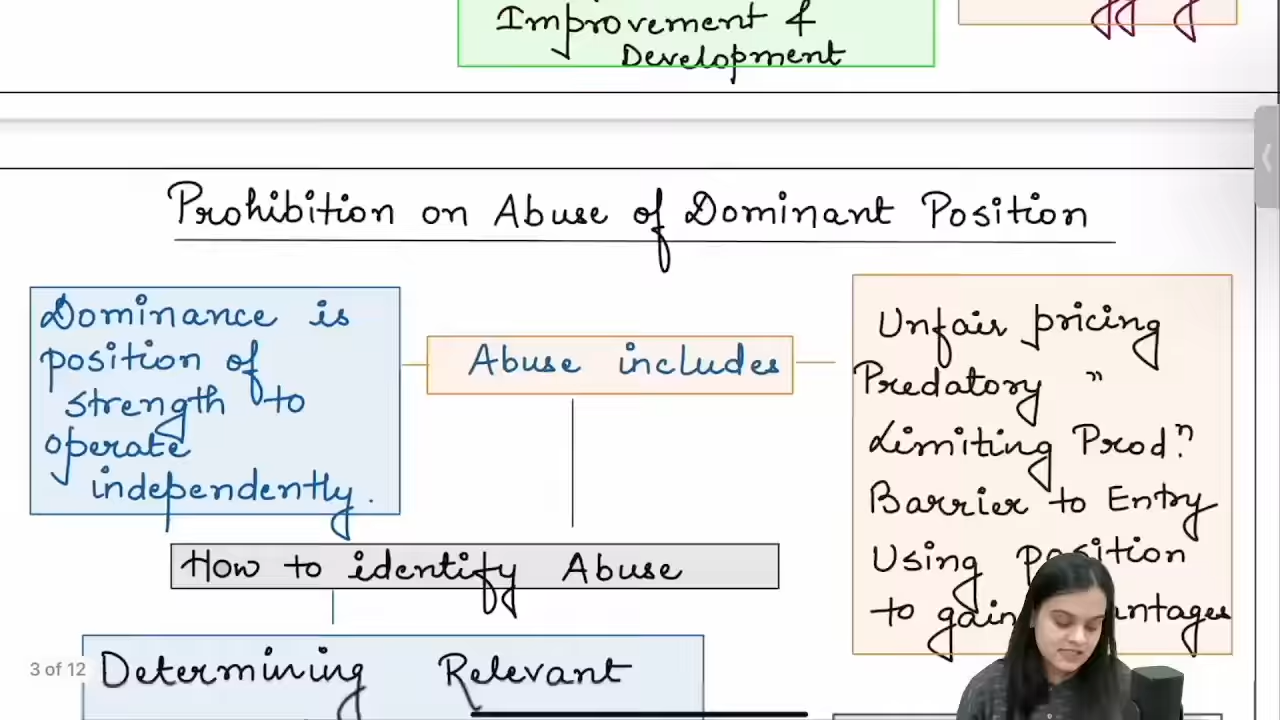 Improvement &
Development
Prohibition on Abuse of Dominant Position
Dominance is
position of
strength to
operate
independently.
Abuse includes
Unfair pricing
Predatory "
Limiting Prodⁿ.
Barrier to Entry
Using position
to gain
How to identify Abuse
Determining Relevant
3 of 12